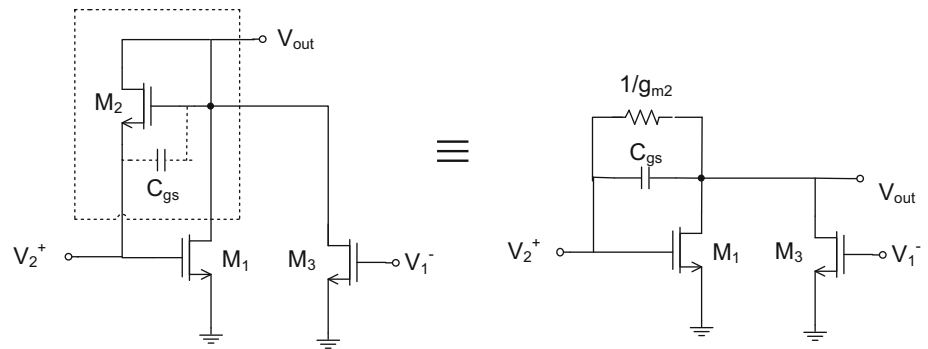 V_out
M_2
C_gs
V_2^+
M_1
M_3
V_1^-
≡
1/g_m2
C_gs
V_out
V_2^+
M_1
M_3
V_1^-